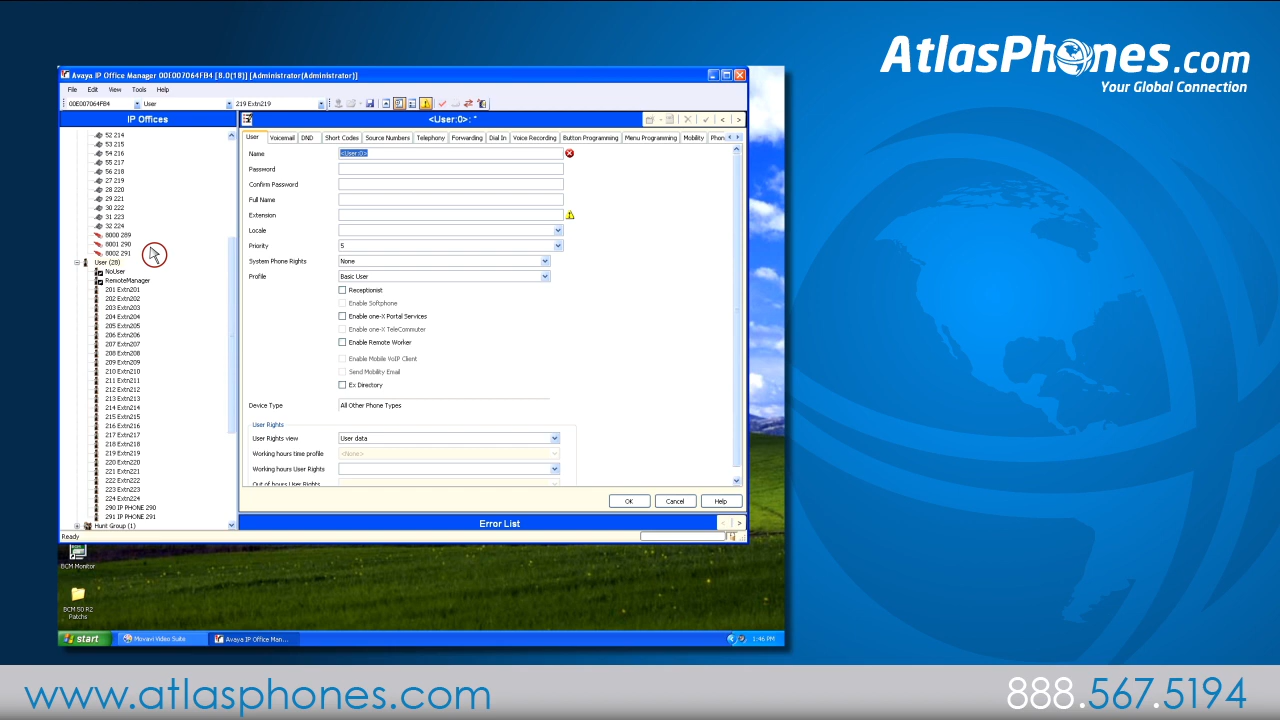 AtlasPhones.com
Your Global Connection
Avaya IP Office Manager 00E007064FB4 [8.0(18)] [Administrator(Administrator)]
File Edit View Tools Help
00E007064FB4 User 219 Extn219
IP Offices
<User:0>: *
52 214
53 215
54 216
55 217
56 218
27 219
28 220
29 221
30 222
31 223
32 224
8000 289
8001 290
8002 291
User (28)
NoUser
RemoteManager
201 Extn201
202 Extn202
203 Extn203
204 Extn204
205 Extn205
206 Extn206
207 Extn207
208 Extn208
209 Extn209
210 Extn210
211 Extn211
212 Extn212
213 Extn213
214 Extn214
215 Extn215
216 Extn216
217 Extn217
218 Extn218
219 Extn219
220 Extn220
221 Extn221
222 Extn222
223 Extn223
224 Extn224
290 IP PHONE 290
291 IP PHONE 291
Hunt Group (1)
User Voicemail DND Short Codes Source Numbers Telephony Forwarding Dial In Voice Recording Button Programming Menu Programming Mobility Phon
Name <User:0>
Password
Confirm Password
Full Name
Extension
Locale
Priority 5
System Phone Rights None
Profile Basic User
Receptionist
Enable Softphone
Enable one-X Portal Services
Enable one-X TeleCommuter
Enable Remote Worker
Enable Mobile VoIP Client
Send Mobility Email
Ex Directory
Device Type All Other Phone Types
User Rights
User Rights view User data
Working hours time profile <None>
Working hours User Rights
Out of hours User Rights
OK Cancel Help
Error List
Ready
BCM Monitor
BCM 50 R2
Patchs
start Movavi Video Suite Avaya IP Office Man... 1:46 PM
www.atlasphones.com
888.567.5194